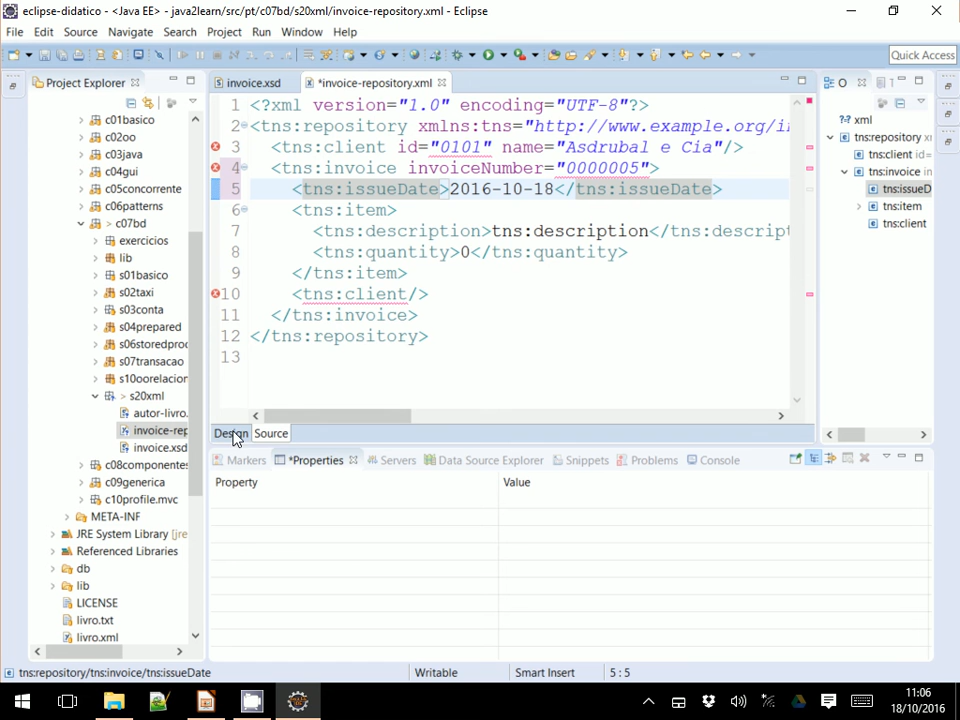 eclipse-didatico - <Java EE> - java2learn/src/pt/c07bd/s20xml/invoice-repository.xml - Eclipse
File Edit Source Navigate Search Project Run Window Help
Quick Access
Project Explorer
c01basico
c02oo
c03java
c04gui
c05concorrente
c06patterns
> c07bd
exercicios
lib
s01basico
s02taxi
s03conta
s04prepared
s06storedproc
s07transacao
s10oorelacion
> s20xml
autor-livro.
invoice-rep
invoice.xsd
c08componentes
c09generica
c10profile.mvc
META-INF
JRE System Library [jre
Referenced Libraries
db
lib
LICENSE
livro.txt
livro.xml
invoice.xsd *invoice-repository.xml
1 <?xml version="1.0" encoding="UTF-8"?>
2 <tns:repository xmlns:tns="http://www.example.org/i
3 <tns:client id="0101" name="Asdrubal e Cia"/>
4 <tns:invoice invoiceNumber="0000005">
5 <tns:issueDate>2016-10-18</tns:issueDate>
6 <tns:item>
7 <tns:description>tns:description</tns:descript
8 <tns:quantity>0</tns:quantity>
9 </tns:item>
10 <tns:client/>
11 </tns:invoice>
12 </tns:repository>
13
Design Source
O 1
xml
tns:repository x
tns:client id=
tns:invoice in
tns:issueD
tns:item
tns:client
Markers *Properties Servers Data Source Explorer Snippets Problems Console
Property Value
tns:repository/tns:invoice/tns:issueDate Writable Smart Insert 5 : 5
11:06
18/10/2016